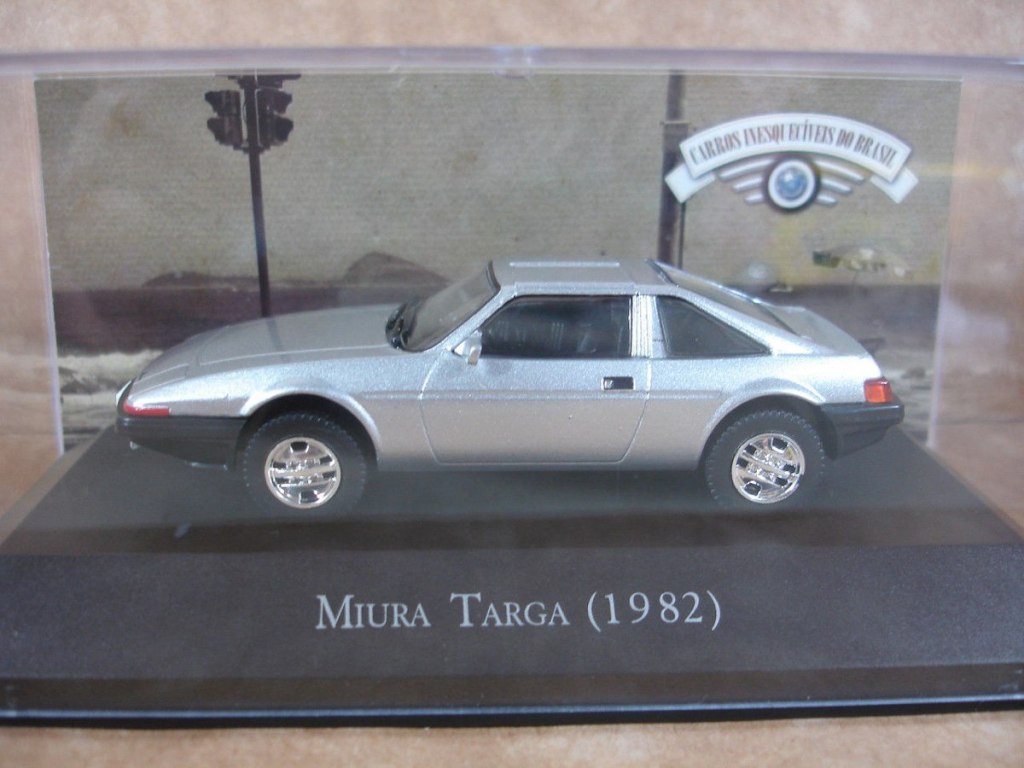 CARROS INESQUECÍVEIS DO BRASIL
MIURA TARGA (1982)